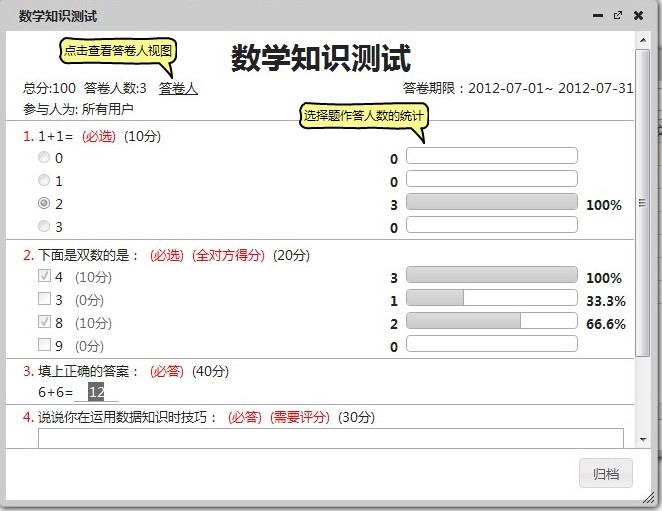 数学知识测试
点击查看答卷人视图
数学知识测试
总分:100 答卷人数:3 答卷人
答卷期限：2012-07-01~ 2012-07-31
参与人为: 所有用户
选择题作答人数的统计
1. 1+1= (必选) (10分)
0 0
1 0
2 3 100%
3 0
2. 下面是双数的是： (必选) (全对方得分) (20分)
4 (10分) 3 100%
3 (0分) 1 33.3%
8 (10分) 2 66.6%
9 (0分) 0
3. 填上正确的答案： (必答) (40分)
6+6= 12
4. 说说你在运用数据知识时技巧： (必答) (需要评分) (30分)
归档